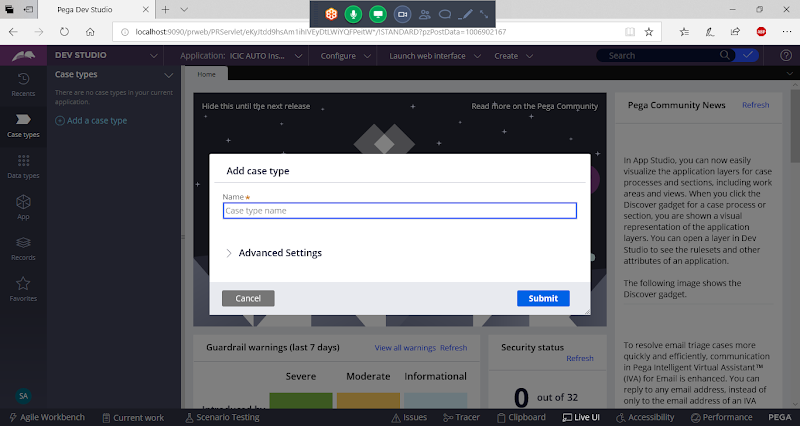 Pega Dev Studio
localhost:9090/prweb/PRServlet/
STANDARD?pzPostData=1006902167
DEV STUDIO
Application: ICIC AUTO Ins...
Configure
Launch web interface
Create
Search
Recents
Case types
Data types
App
Records
Favorites
SA
Case types
There are no case types in your current
application.
Add a case type
Home
Hide this until the next release
Read more on the Pega Community
Add case type
Name *
Case type name
Advanced Settings
Cancel
Submit
Guardrail warnings (last 7 days)
View all warnings
Refresh
Severe
Moderate
Informational
Introduced by
Security status
Refresh
0 out of 32
Pega Community News
Refresh
In App Studio, you can now easily
visualize the application layers for case
processes and sections, including work
areas and views. When you click the
Discover gadget for a case process or
section, you are shown a visual
representation of the application
layers. You can open a layer in Dev
Studio to see the rulesets and other
attributes of an application.
The following image shows the
Discover gadget.
To resolve email triage cases more
quickly and efficiently, communication
in Pega Intelligent Virtual Assistant™
(IVA) for Email is enhanced. You can
reply to any email address, instead of
only to the email address of an IVA
Agile Workbench
Current work
Scenario Testing
Issues
Tracer
Clipboard
Live UI
Accessibility
Performance
PEGA